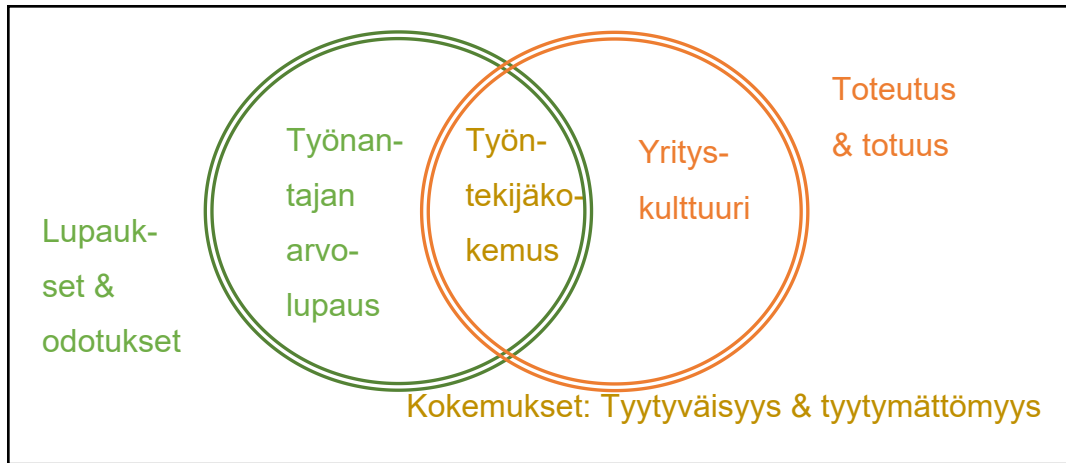 Lupauk-
set &
odotukset
Työnan-
tajan
arvo-
lupaus
Työn-
tekijäko-
kemus
Yritys-
kulttuuri
Toteutus
& totuus
Kokemukset: Tyytyväisyys & tyytymättömyys